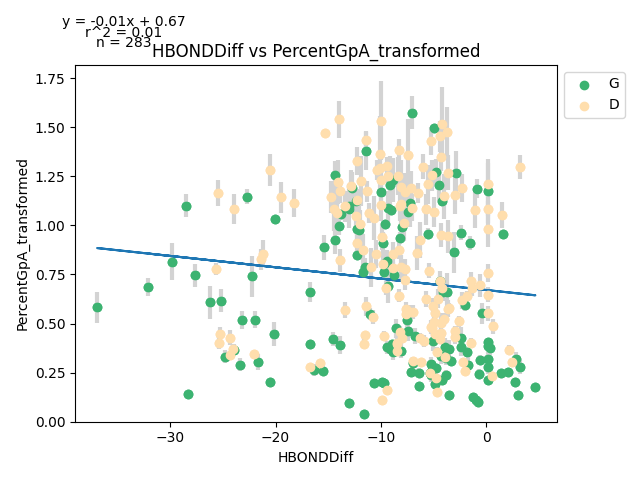 y = -0.01x + 0.67
r^2 = 0.01
n = 283
HBONDDiff vs PercentGpA_transformed
G
D
PercentGpA_transformed
1.75
1.50
1.25
1.00
0.75
0.50
0.25
0.00
−30
−20
−10
0
HBONDDiff